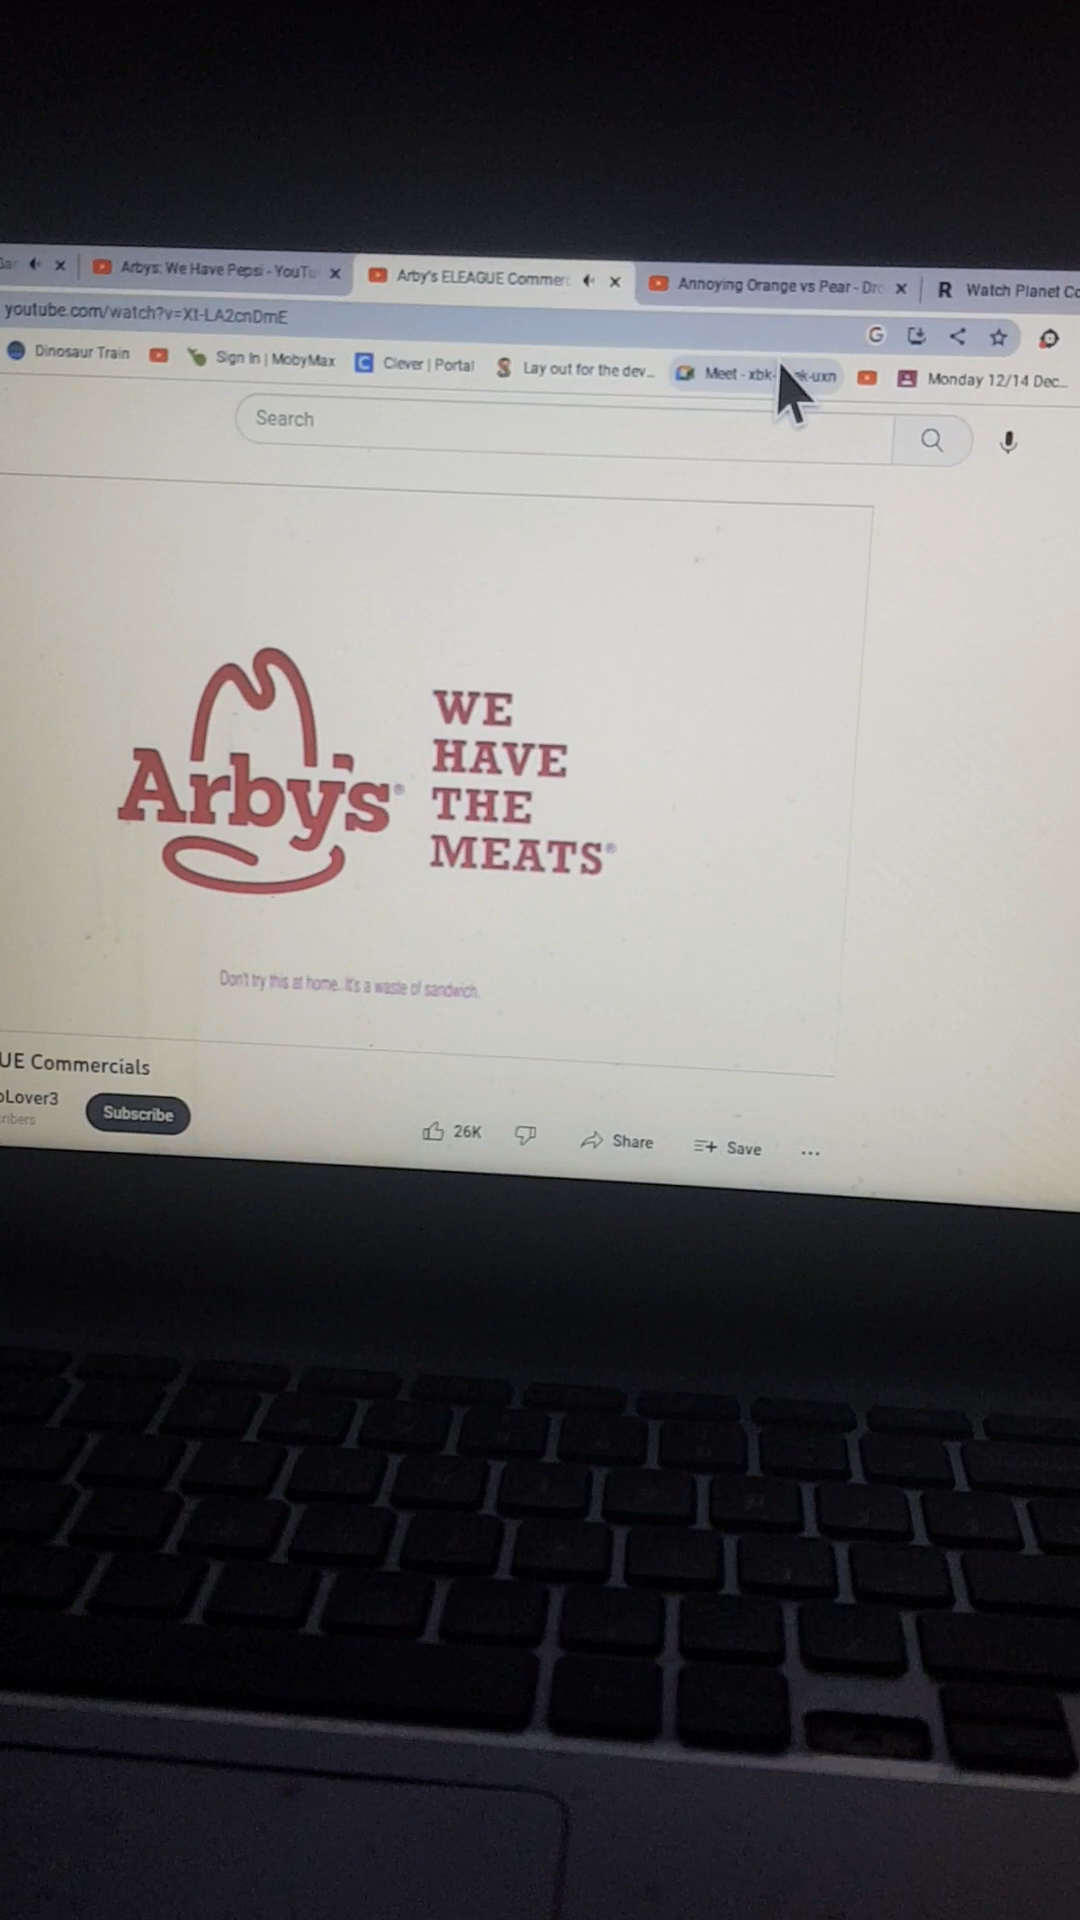 Arbys: We Have Pepsi - YouTu
Arby's ELEAGUE Commerc
Annoying Orange vs Pear - Dro
R Watch Planet Co
youtube.com/watch?v=Xt-LA2cnDmE
G
Dinosaur Train
Sign In | MobyMax
C Clever | Portal
S Lay out for the dev...
Meet - xbk-
k-uxn
Monday 12/14 Dec...
Search
Arby's®
WE
HAVE
THE
MEATS®
Don't try this at home. It's a waste of sandwich.
UE Commercials
oLover3
cribers
Subscribe
26K
Share
Save